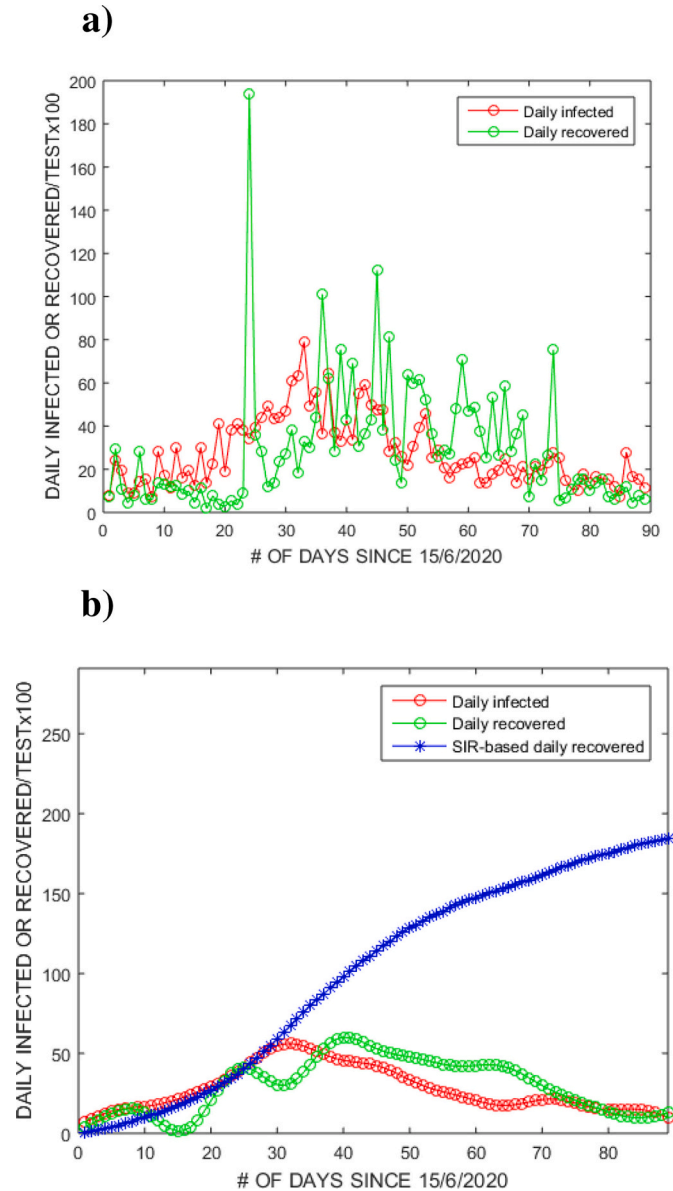 a)
DAILY INFECTED OR RECOVERED/TESTx100
200
180
160
140
120
100
80
60
40
20
0
Daily infected
Daily recovered
0 10 20 30 40 50 60 70 80 90
# OF DAYS SINCE 15/6/2020
b)
DAILY INFECTED OR RECOVERED/TESTx100
250
200
150
100
50
0
Daily infected
Daily recovered
SIR-based daily recovered
0 10 20 30 40 50 60 70 80
# OF DAYS SINCE 15/6/2020